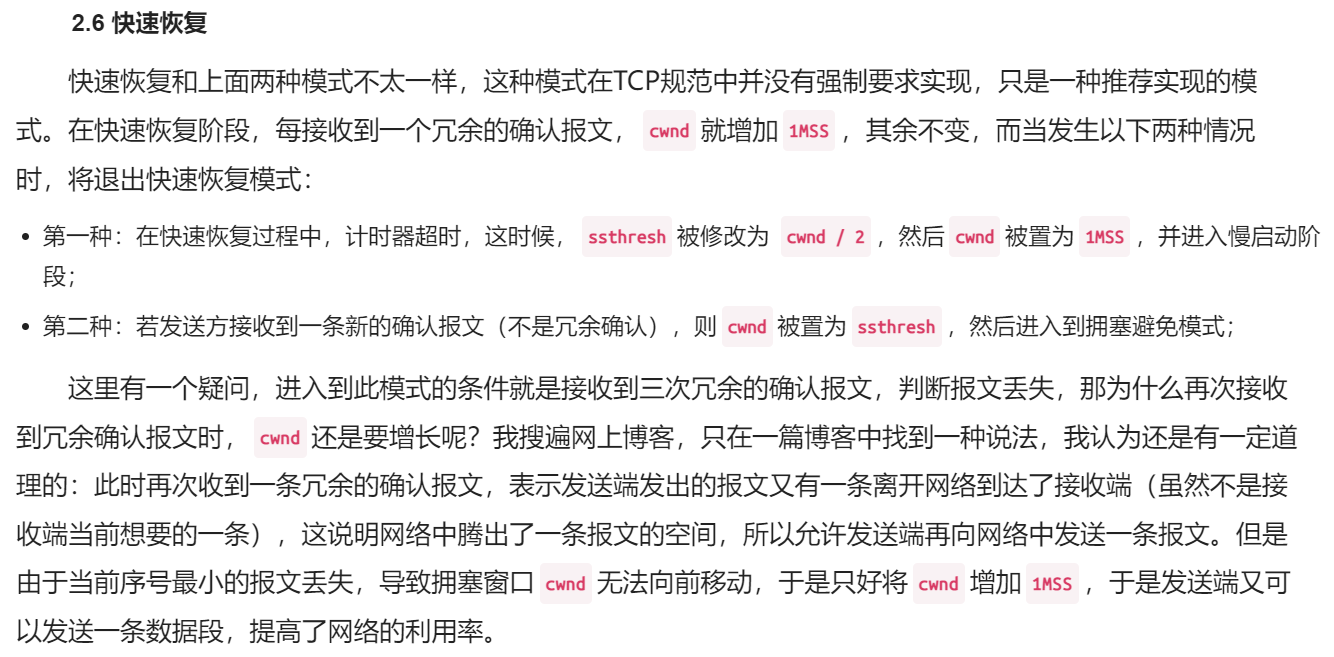 2.6 快速恢复
快速恢复和上面两种模式不太一样，这种模式在TCP规范中并没有强制要求实现，只是一种推荐实现的模
式。在快速恢复阶段，每接收到一个冗余的确认报文， cwnd 就增加 1MSS ，其余不变，而当发生以下两种情况
时，将退出快速恢复模式：
• 第一种：在快速恢复过程中，计时器超时，这时候， ssthresh 被修改为 cwnd / 2 ，然后 cwnd 被置为 1MSS ，并进入慢启动阶
段；
• 第二种：若发送方接收到一条新的确认报文（不是冗余确认），则 cwnd 被置为 ssthresh ，然后进入到拥塞避免模式；
这里有一个疑问，进入到此模式的条件就是接收到三次冗余的确认报文，判断报文丢失，那为什么再次接收
到冗余确认报文时， cwnd 还是要增长呢？我搜遍网上博客，只在一篇博客中找到一种说法，我认为还是有一定道
理的：此时再次收到一条冗余的确认报文，表示发送端发出的报文又有一条离开网络到达了接收端（虽然不是接
收端当前想要的一条），这说明网络中腾出了一条报文的空间，所以允许发送端再向网络中发送一条报文。但是
由于当前序号最小的报文丢失，导致拥塞窗口 cwnd 无法向前移动，于是只好将 cwnd 增加 1MSS ，于是发送端又可
以发送一条数据段，提高了网络的利用率。